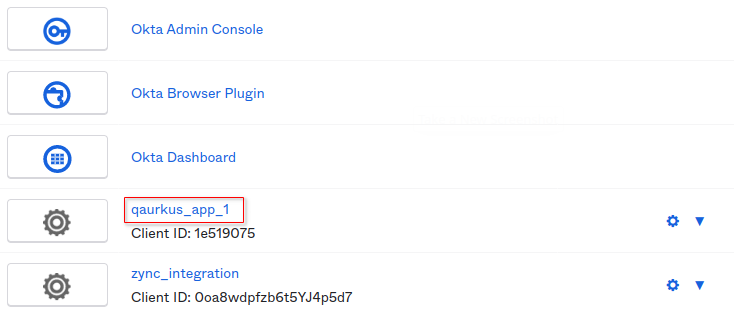 Okta Admin Console
Okta Browser Plugin
Okta Dashboard
qaurkus_app_1
Client ID: 1e519075
zync_integration
Client ID: 0oa8wdpfzb6t5YJ4p5d7